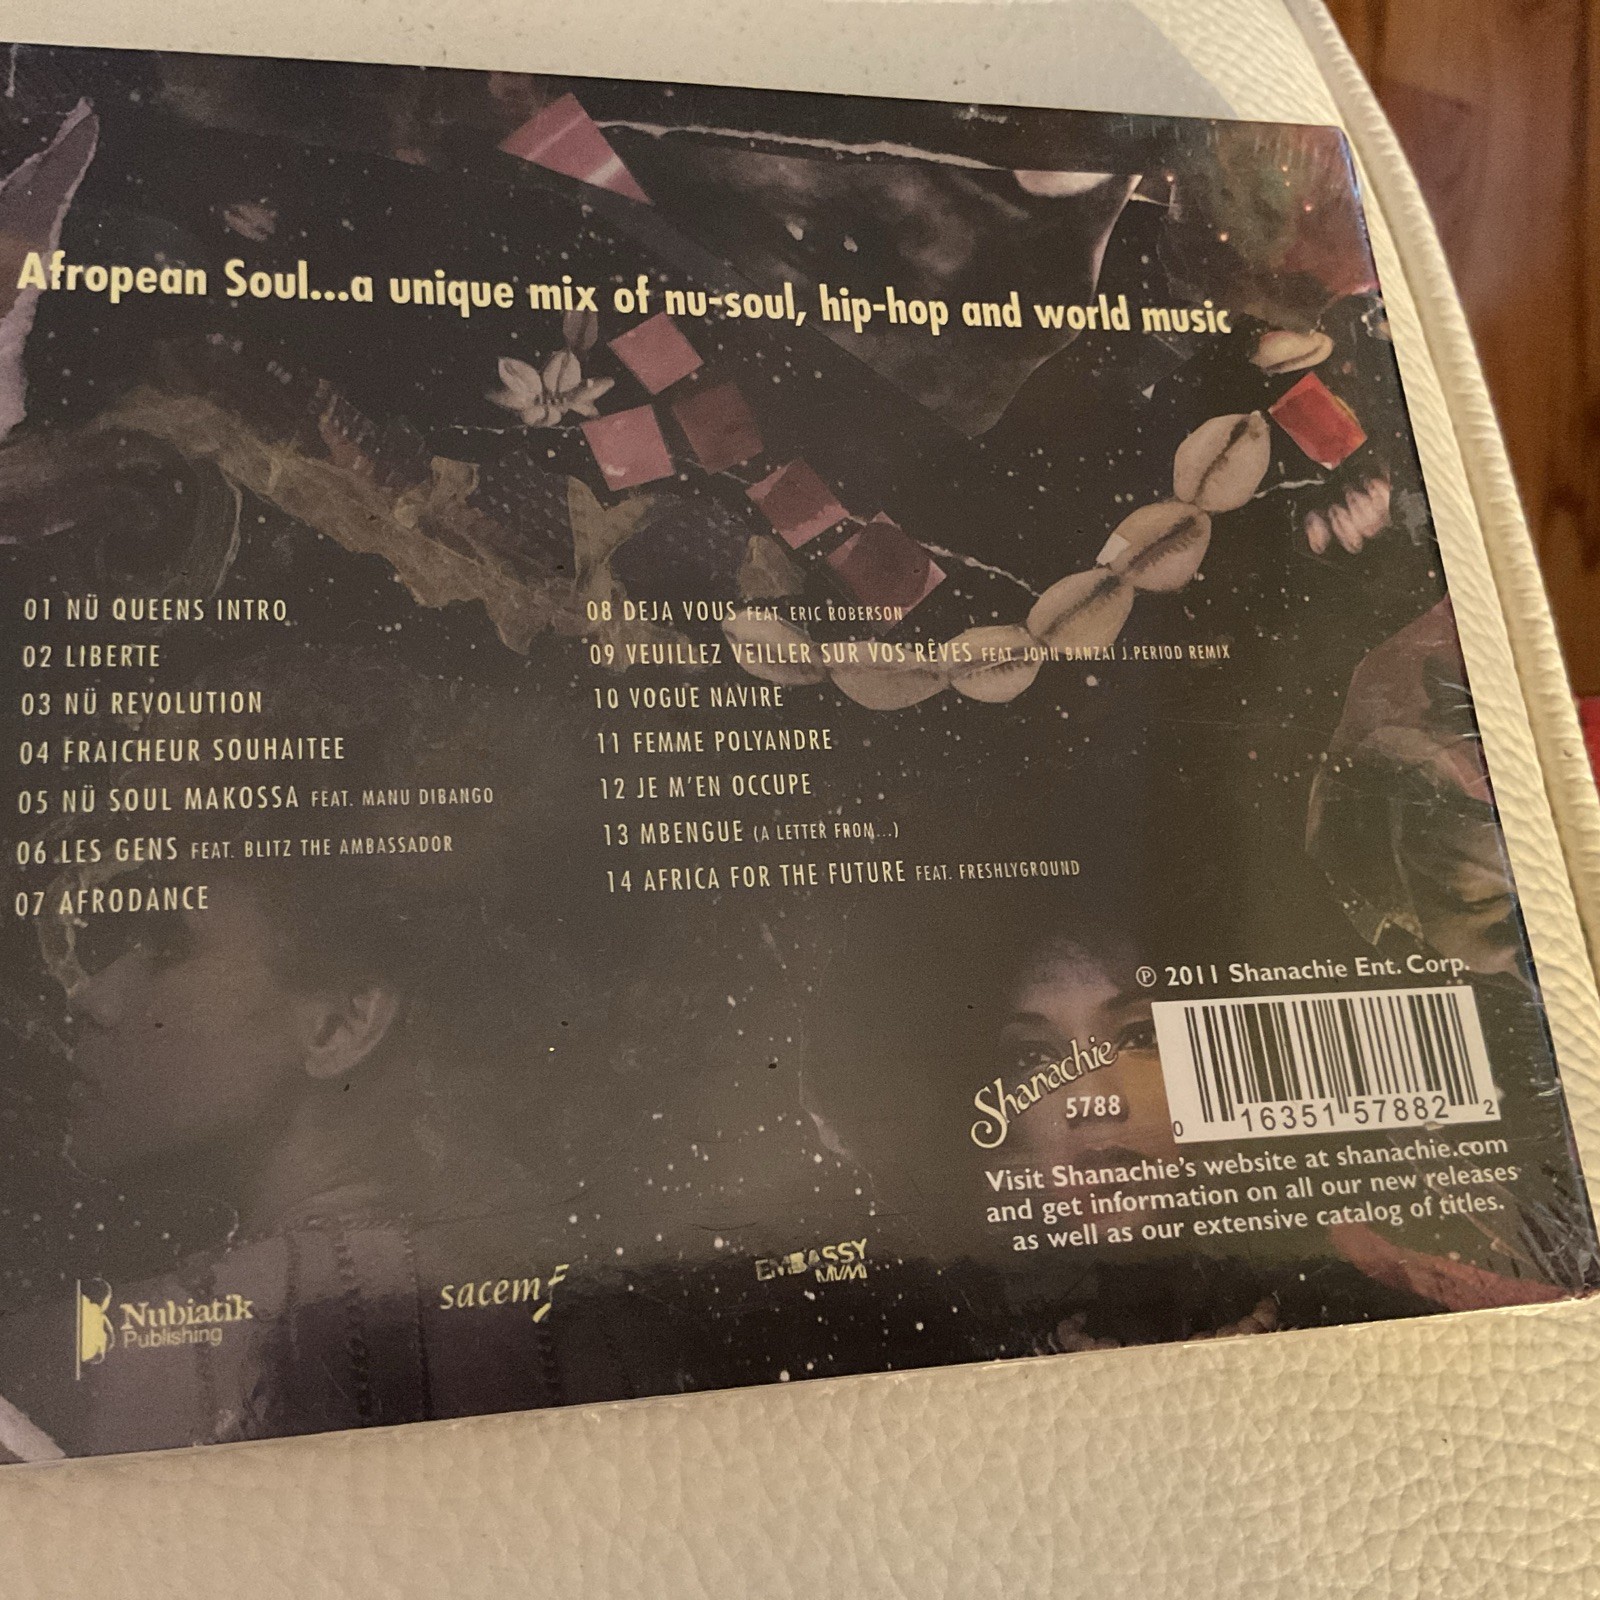 Afropean Soul...a unique mix of nu-soul, hip-hop and world music
01 NÜ QUEENS INTRO
02 LIBERTE
03 NÜ REVOLUTION
04 FRAICHEUR SOUHAITEE
05 NÜ SOUL MAKOSSA FEAT. MANU DIBANGO
06 LES GENS FEAT. BLITZ THE AMBASSADOR
07 AFRODANCE
08 DEJA VOUS FEAT. ERIC ROBERSON
09 VEUILLEZ VEILLER SUR VOS RÊVES FEAT. JOHN BANZAÏ J.PERIOD REMIX
10 VOGUE NAVIRE
11 FEMME POLYANDRE
12 JE M'EN OCCUPE
13 MBENGUE (A LETTER FROM...)
14 AFRICA FOR THE FUTURE FEAT. FRESHLYGROUND
℗ 2011 Shanachie Ent. Corp.
Shanachie
5788
0 16351 57882 2
Visit Shanachie's website at shanachie.com
and get information on all our new releases
as well as our extensive catalog of titles.
Nubiatik
Publishing
sacem
EMBASSY
MVMT